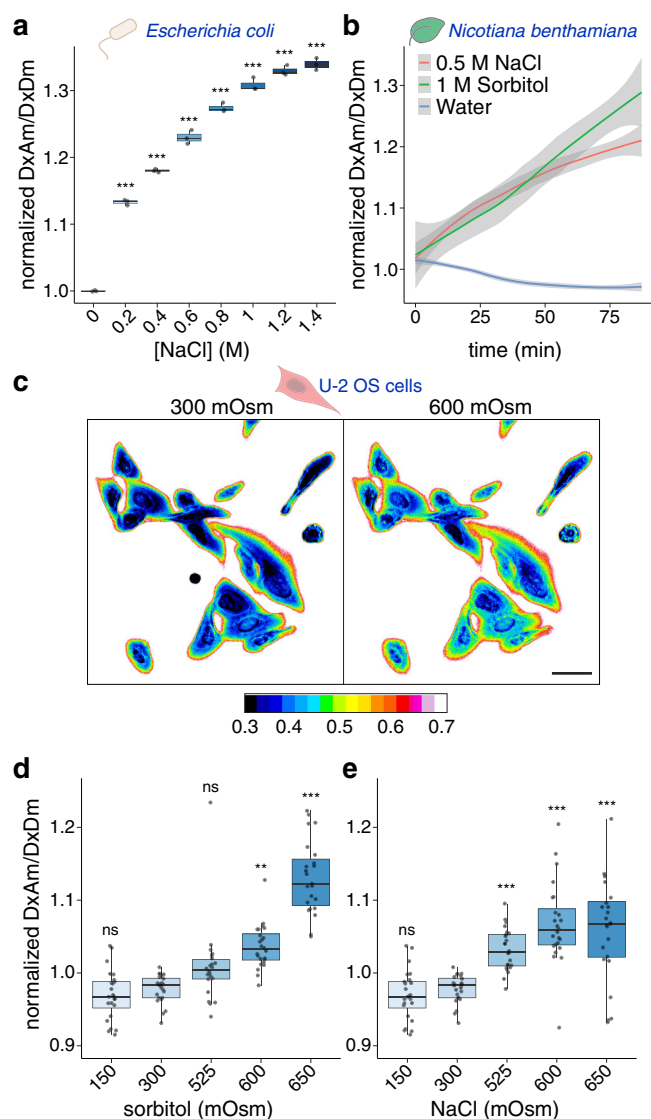 a Escherichia coli
normalized DxAm/DxDm
1.3
1.2
1.1
1.0
*** *** *** *** *** *** ***
0 0.2 0.4 0.6 0.8 1 1.2 1.4
[NaCl] (M)
b Nicotiana benthamiana
normalized DxAm/DxDm
1.3
1.2
1.1
1.0
0.5 M NaCl
1 M Sorbitol
Water
0 25 50 75
time (min)
c U-2 OS cells
300 mOsm 600 mOsm
0.3 0.4 0.5 0.6 0.7
d
normalized DxAm/DxDm
1.2
1.1
1.0
0.9
ns ns ** ***
150 300 525 600 650
sorbitol (mOsm)
e
1.2
1.1
1.0
0.9
ns *** *** ***
150 300 525 600 650
NaCl (mOsm)